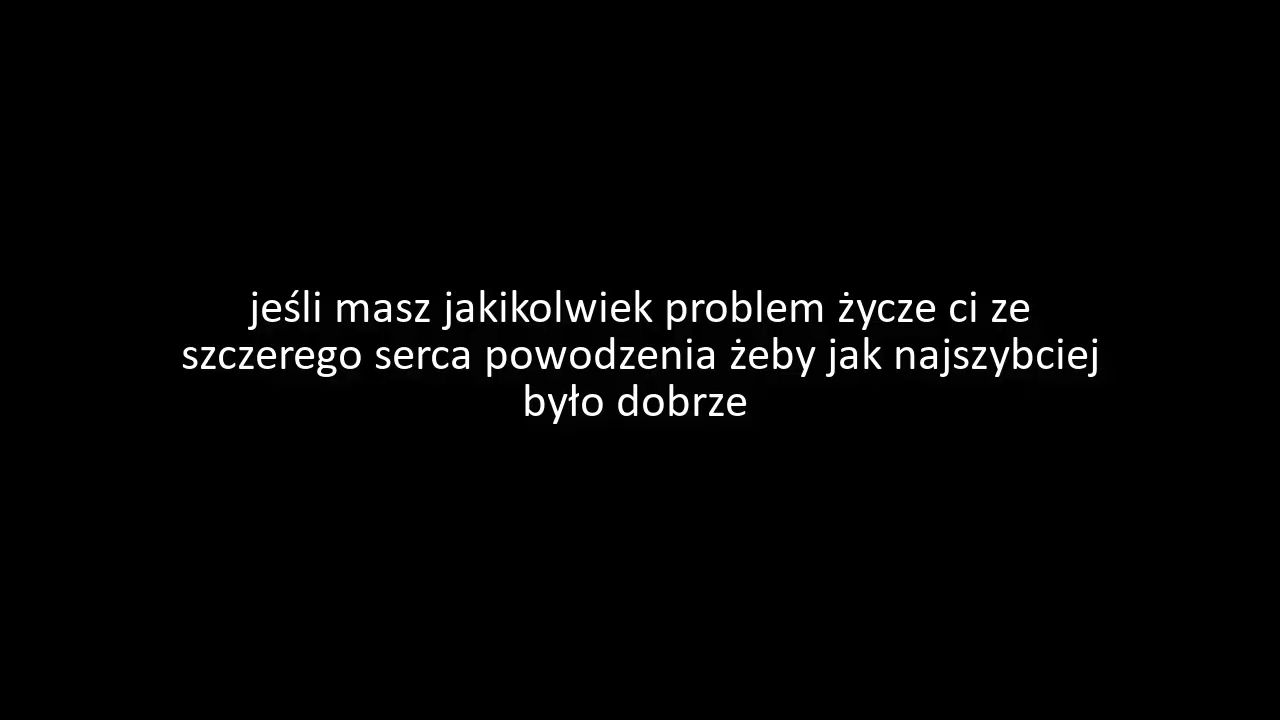 jeśli masz jakikolwiek problem życze ci ze
szczerego serca powodzenia żeby jak najszybciej
było dobrze